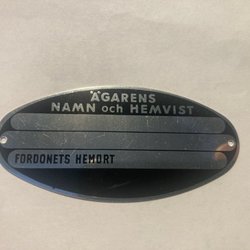 ÄGARENS
NAMN och HEMVIST
FORDONETS HEMORT